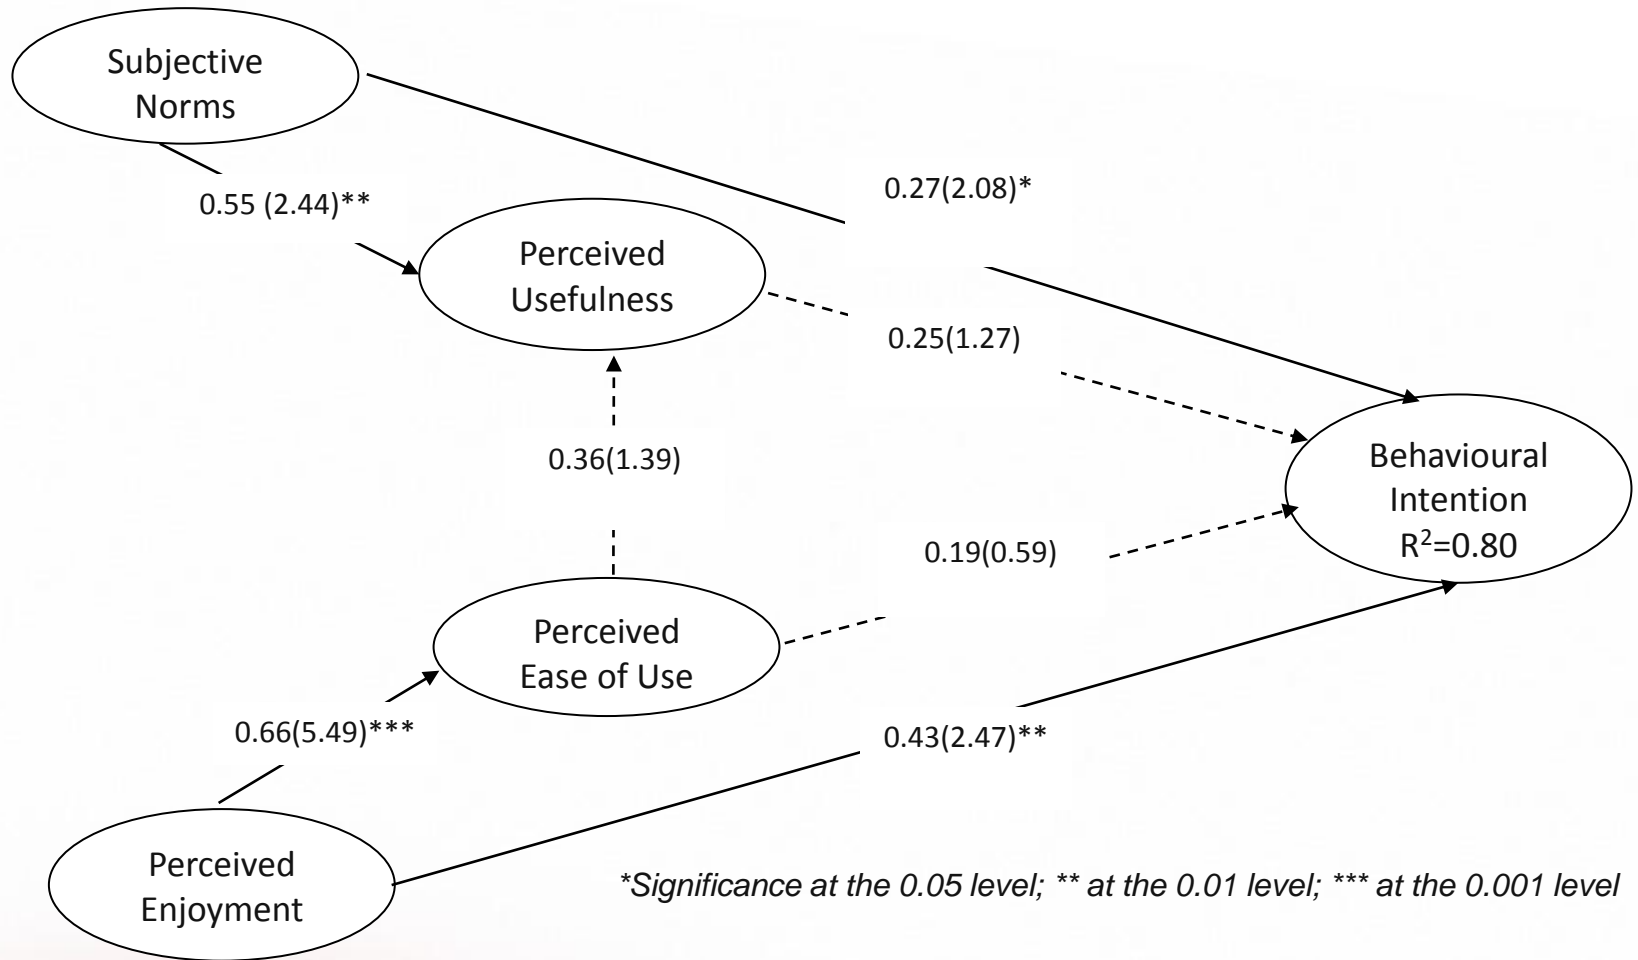 Subjective
Norms
0.55 (2.44)**
0.27(2.08)*
Perceived
Usefulness
0.25(1.27)
0.36(1.39)
Behavioural
Intention
R²=0.80
0.19(0.59)
Perceived
Ease of Use
0.66(5.49)***
0.43(2.47)**
Perceived
Enjoyment
*Significance at the 0.05 level; ** at the 0.01 level; *** at the 0.001 level